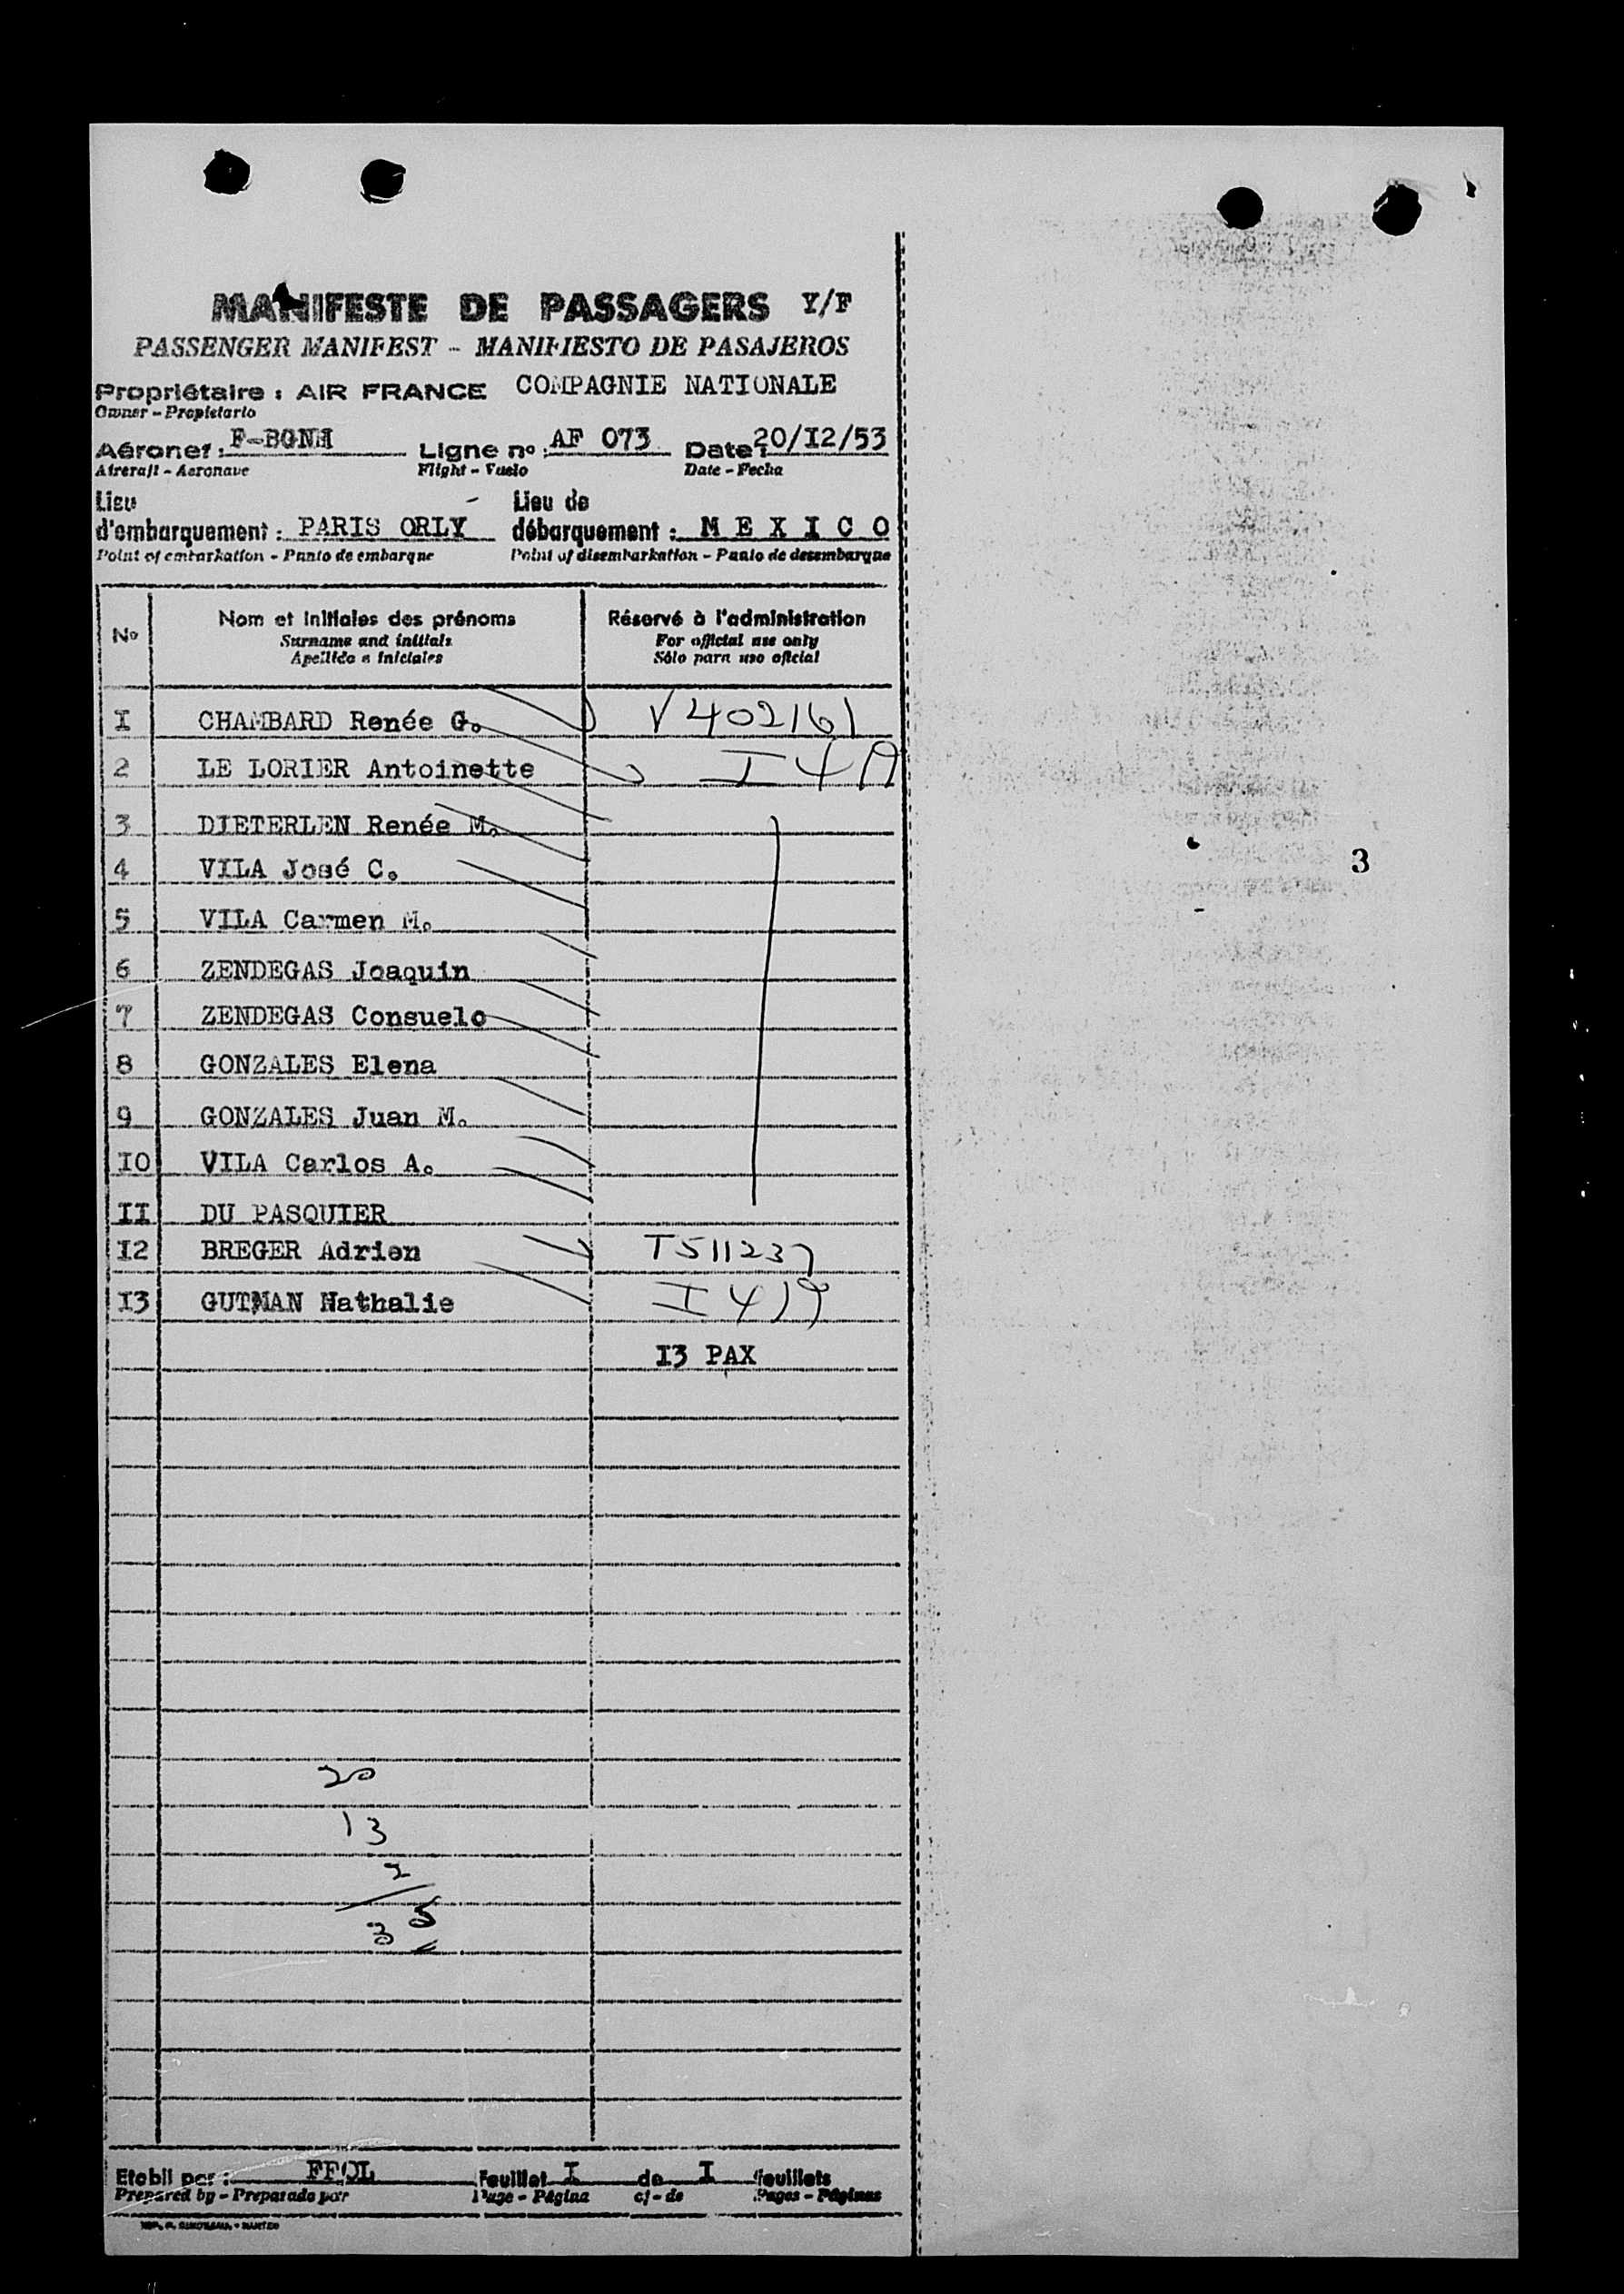 MANIFESTE DE PASSAGERS Y/F
PASSENGER MANIFEST - MANIFIESTO DE PASAJEROS
Propriétaire : AIR FRANCE COMPAGNIE NATIONALE
Owner - Propietario
Aéronef : F-BGNH Ligne no : AF 073 Date : 20/I2/53
Aircraft - Aeronave Flight - Vuelo Date - Fecha
Lieu Lieu de
d'embarquement : PARIS ORLY débarquement : M E X I C O
Point of embarkation - Punto de embarque Point of disembarkation - Punto de desembarque
No Nom et initiales des prénoms Réservé à l'administration
Surname and initials For official use only
Apellido e iniciales Sólo para uso oficial
I CHAMBARD Renée G. V402161
2 LE LORIER Antoinette I4A
3 DIETERLEN Renée M.
4 VILA José C.
3
5 VILA Carmen M.
6 ZENDEGAS Joaquin
7 ZENDEGAS Consuelo
8 GONZALES Elena
9 GONZALES Juan M.
IO VILA Carlos A.
II DU PASQUIER
I2 BREGER Adrien T511237
I3 GUTMAN Nathalie
I3 PAX
20
13
2
35
Etabli par : FFOL Feuillet I de I feuillets
Prepared by - Preparado por Page - Página of - de Pages - Páginas